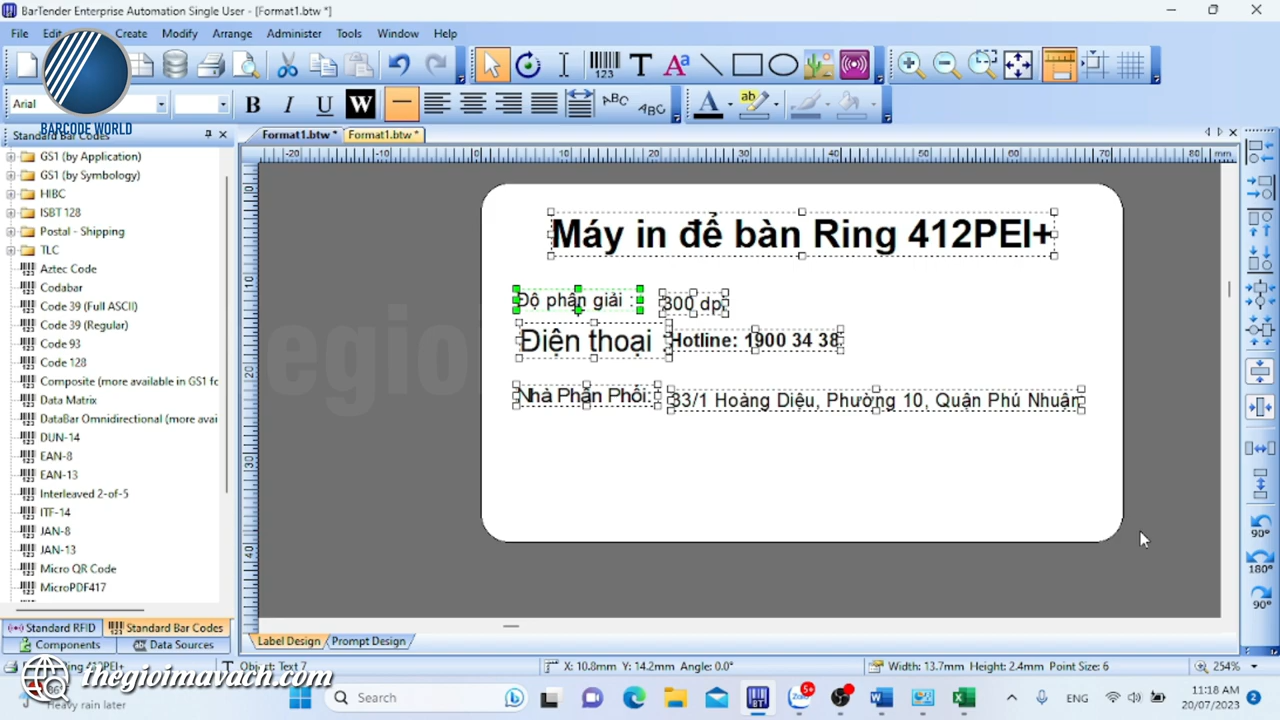 BarTender Enterprise Automation Single User - [Format1.btw *]
File Create Modify Arrange Administer Tools Window Help
Arial
BARCODE WORLD
Standard Bar Codes
Format1.btw * Format1.btw *
GS1 (by Application)
GS1 (by Symbology)
HIBC
ISBT 128
Postal - Shipping
TLC
Aztec Code
Codabar
Code 39 (Full ASCII)
Code 39 (Regular)
Code 93
Code 128
Composite (more available in GS1 fo
Data Matrix
DataBar Omnidirectional (more avai
DUN-14
EAN-8
EAN-13
Interleaved 2-of-5
ITF-14
JAN-8
JAN-13
Micro QR Code
MicroPDF417
Standard RFID Standard Bar Codes
Components Data Sources
Máy in để bàn Ring 412PEI+
Độ phân giải : 300 dpi
Điện thoại : Hotline: 1900 34 38
Nhà Phân Phối: 33/1 Hoàng Diệu, Phường 10, Quận Phú Nhuận
Label Design Prompt Design
Object: Text 7 X: 10.8mm Y: 14.2mm Angle: 0.0° Width: 13.7mm Height: 2.4mm Point Size: 6 254%
thegioimavach.com
Heavy rain later
Search
ENG
11:18 AM
20/07/2023